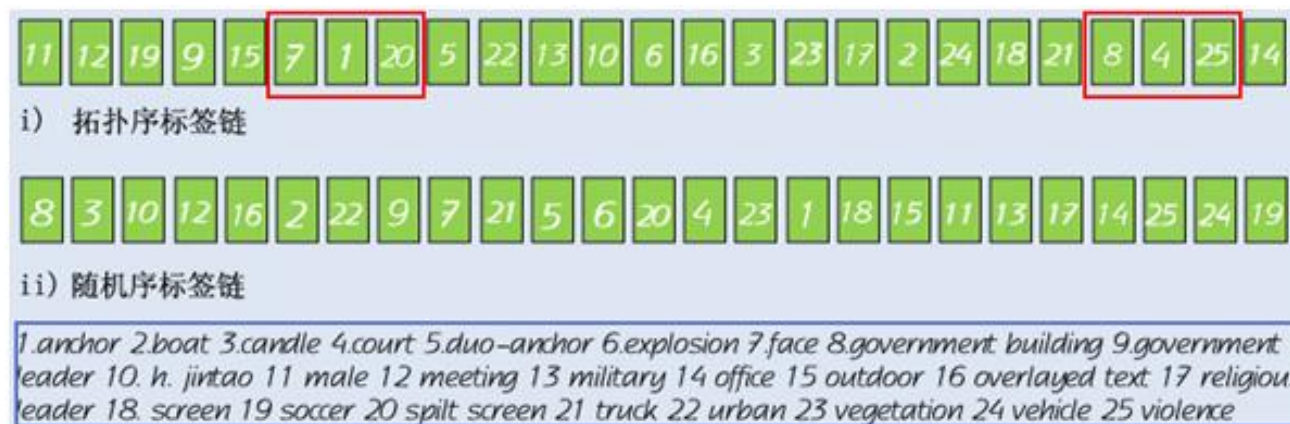 11 12 19 9 15 7 1 20 5 22 13 10 6 16 3 23 17 2 24 18 21 8 4 25 14
i) 拓扑序标签链
8 3 10 12 16 2 22 9 7 21 5 6 20 4 23 1 18 15 11 13 17 14 25 24 19
ii) 随机序标签链
1.anchor 2.boat 3.candle 4.court 5.duo-anchor 6.explosion 7.face 8.government building 9.government
leader 10. h. jintao 11 male 12 meeting 13 military 14 office 15 outdoor 16 overlayed text 17 religiou
leader 18. screen 19 soccer 20 spilt screen 21 truck 22 urban 23 vegetation 24 vehicle 25 violence